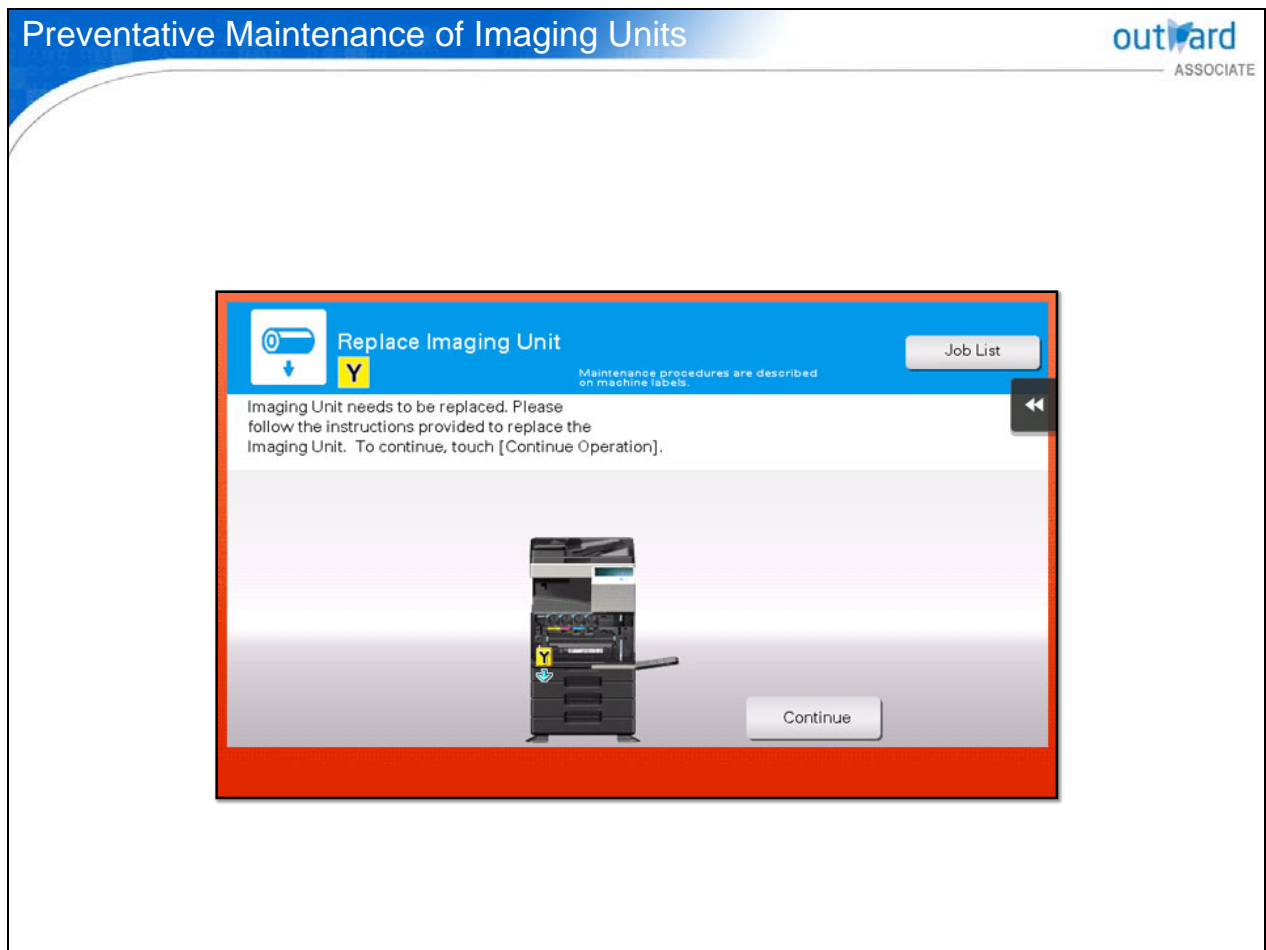 Preventative Maintenance of Imaging Units
outward
ASSOCIATE
Replace Imaging Unit
Y
Job List
Maintenance procedures are described
on machine labels.
Imaging Unit needs to be replaced. Please
follow the instructions provided to replace the
Imaging Unit. To continue, touch [Continue Operation].
Y
Continue